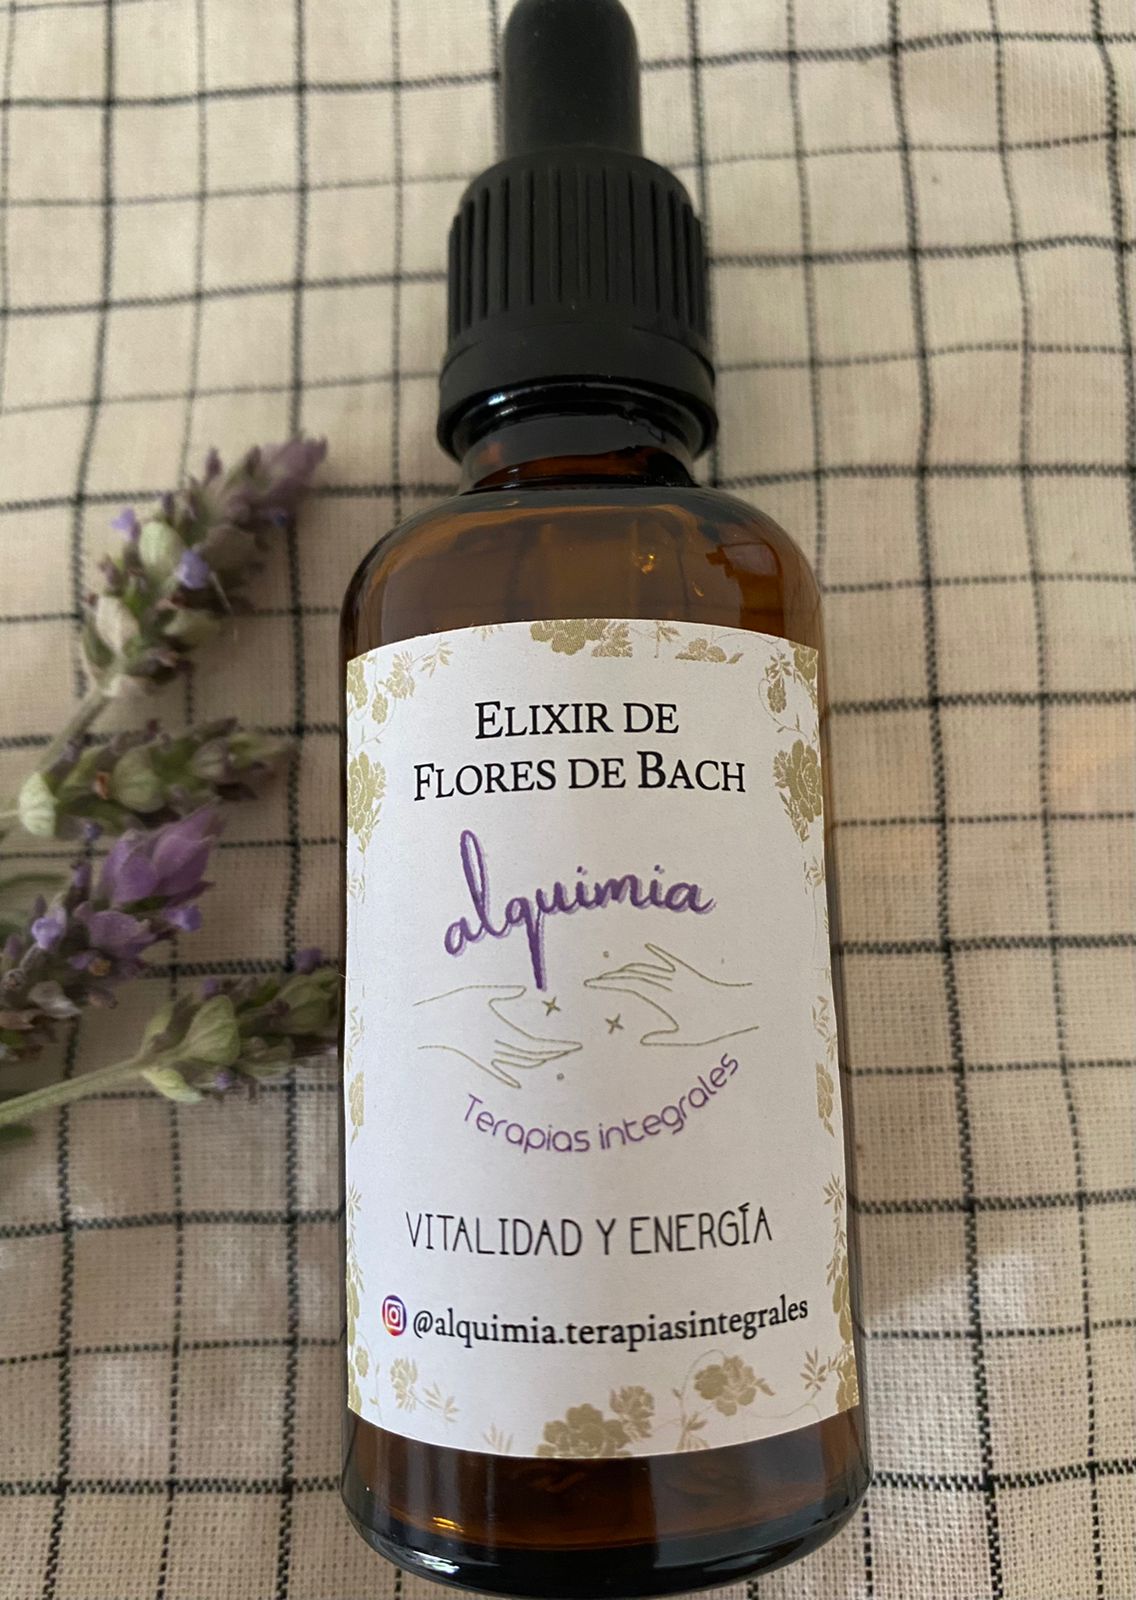 ELIXIR DE
FLORES DE BACH
alquimia
Terapias integrales
VITALIDAD Y ENERGÍA
@alquimia.terapiasintegrales